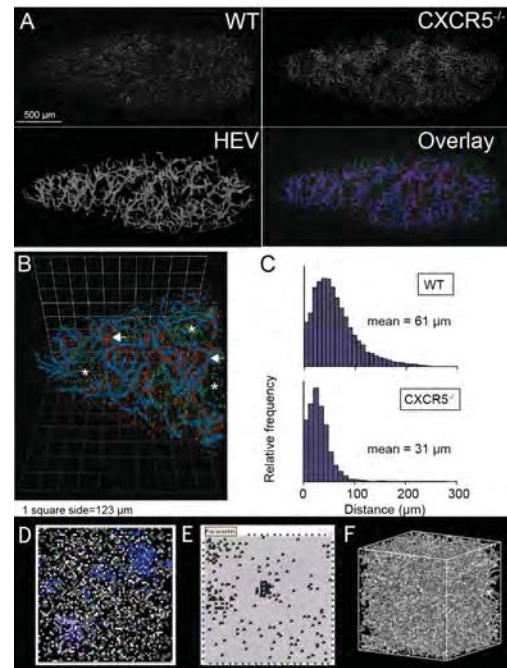 A
WT
CXCR5-/-
500 µm
HEV
Overlay
B
C
WT
mean = 61 µm
CXCR5-/-
mean = 31 µm
Relative frequency
0
100
200
300
Distance (µm)
1 square side=123 µm
D
E
F